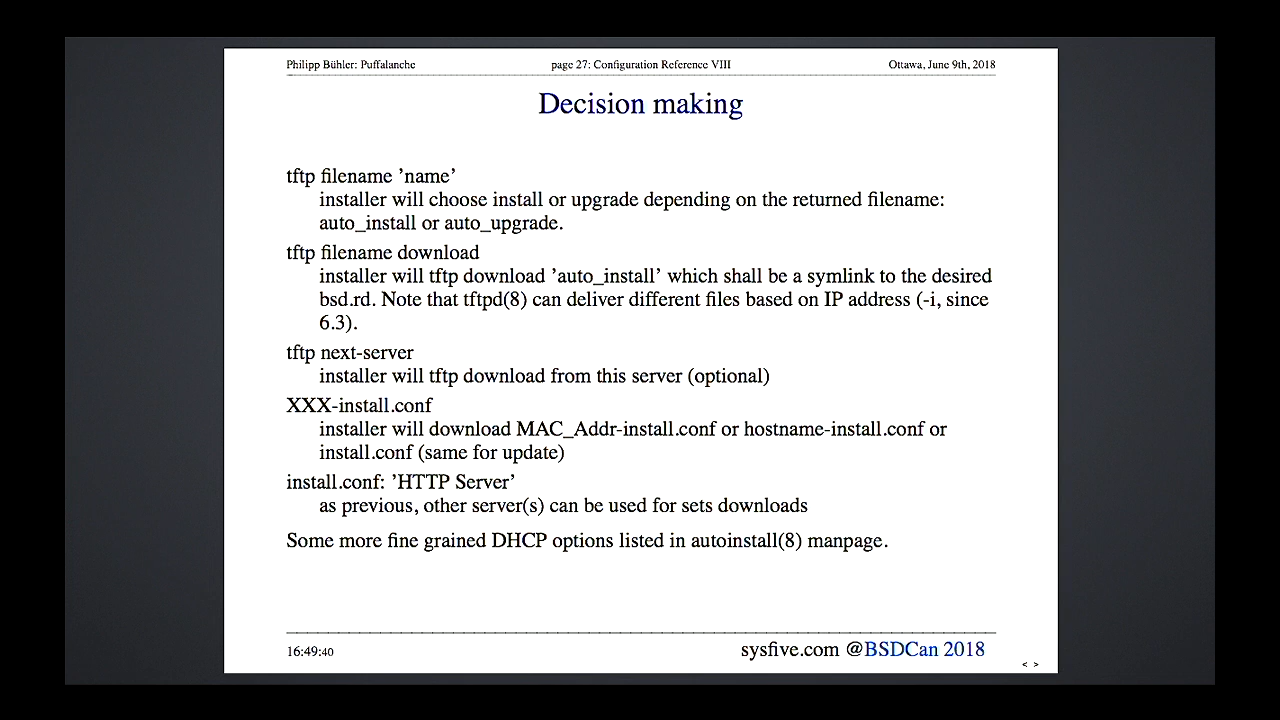 Philipp Bühler: Puffalanche page 27: Configuration Reference VIII Ottawa, June 9th, 2018
Decision making
tftp filename ’name’
installer will choose install or upgrade depending on the returned filename:
auto_install or auto_upgrade.
tftp filename download
installer will tftp download ’auto_install’ which shall be a symlink to the desired
bsd.rd. Note that tftpd(8) can deliver different files based on IP address (-i, since
6.3).
tftp next-server
installer will tftp download from this server (optional)
XXX-install.conf
installer will download MAC_Addr-install.conf or hostname-install.conf or
install.conf (same for update)
install.conf: ’HTTP Server’
as previous, other server(s) can be used for sets downloads
Some more fine grained DHCP options listed in autoinstall(8) manpage.
16:49:40 sysfive.com @BSDCan 2018
< >